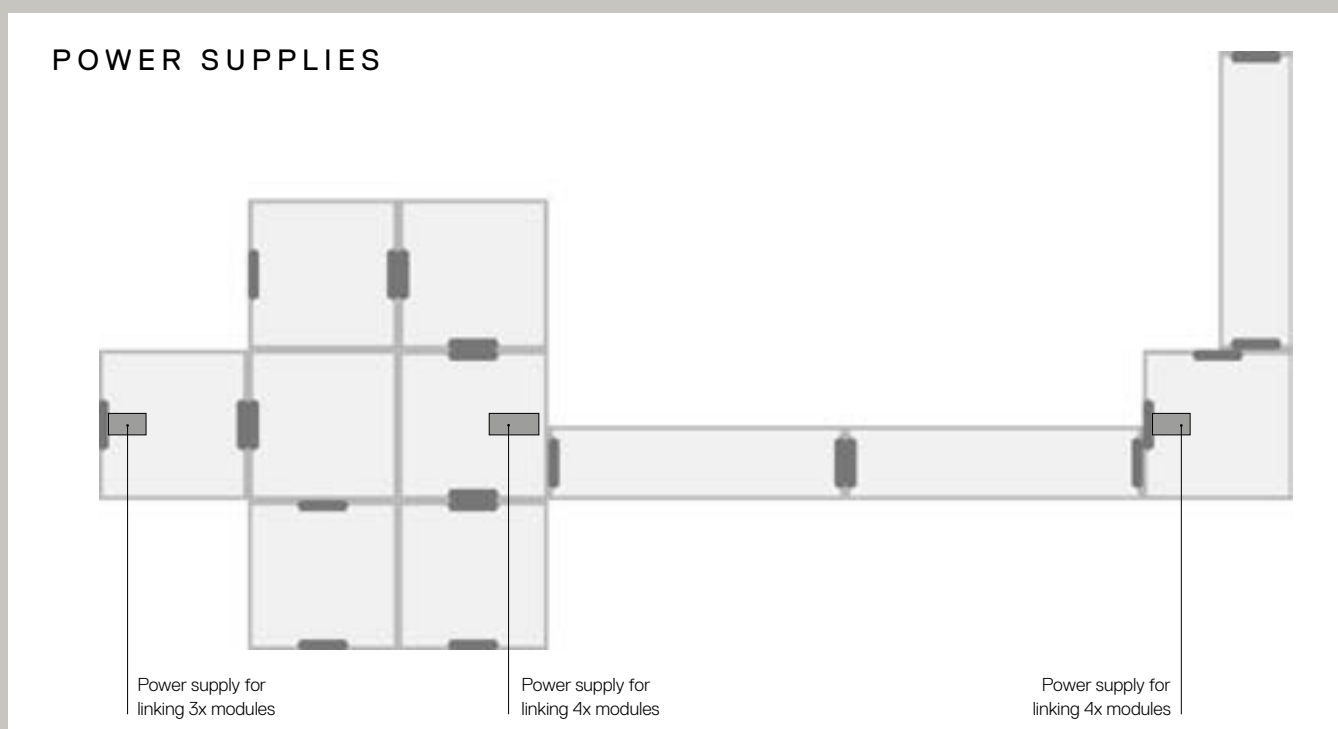 POWER SUPPLIES
Power supply for
linking 3x modules
Power supply for
linking 4x modules
Power supply for
linking 4x modules